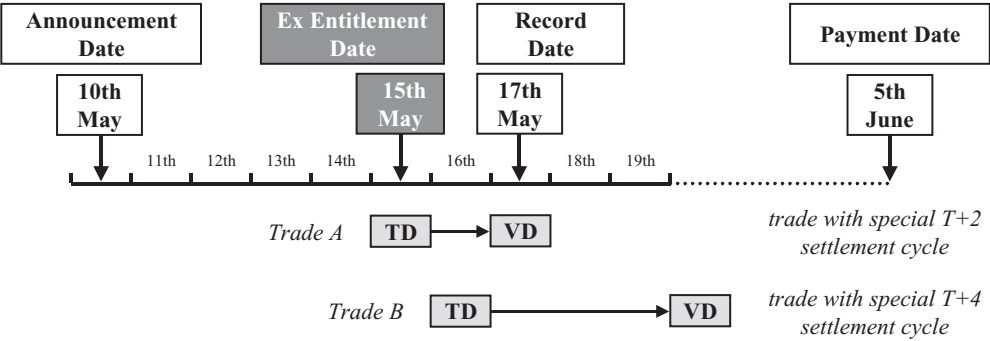 Announcement
Date
Ex Entitlement
Date
Record
Date
Payment Date
10th
May
15th
May
17th
May
5th
June
11th
12th
13th
14th
16th
18th
19th
Trade A
TD
VD
trade with special T+2
settlement cycle
Trade B
TD
VD
trade with special T+4
settlement cycle